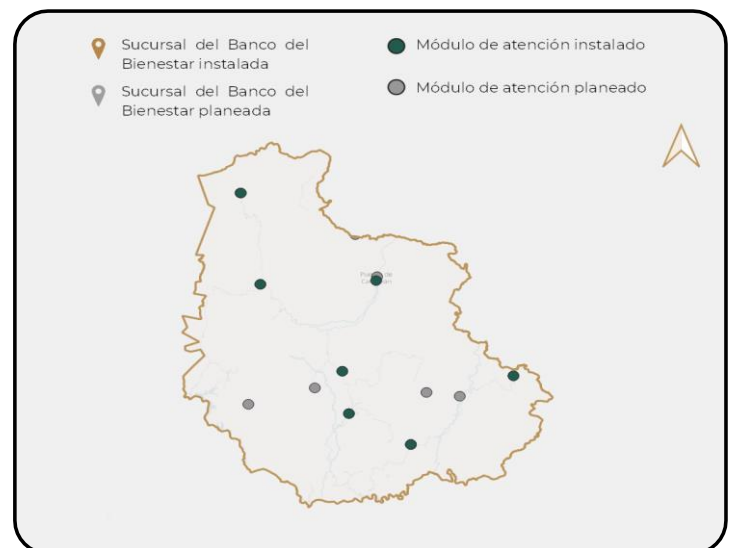 Sucursal del Banco del
Bienestar instalada
Sucursal del Banco del
Bienestar planeada
Módulo de atención instalado
Módulo de atención planeado